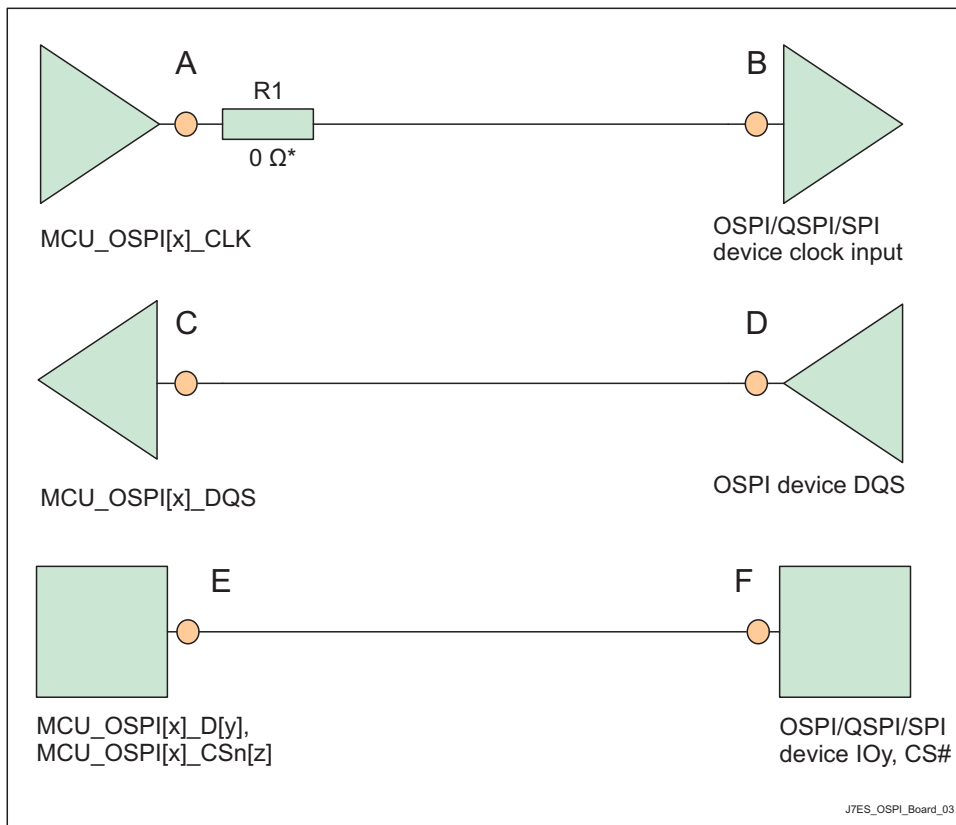 A
B
R1
0 Ω*
MCU_OSPI[x]_CLK
OSPI/QSPI/SPI
device clock input
C
D
MCU_OSPI[x]_DQS
OSPI device DQS
E
F
MCU_OSPI[x]_D[y],
MCU_OSPI[x]_CSn[z]
OSPI/QSPI/SPI
device IOy, CS#
J7ES_OSPI_Board_03